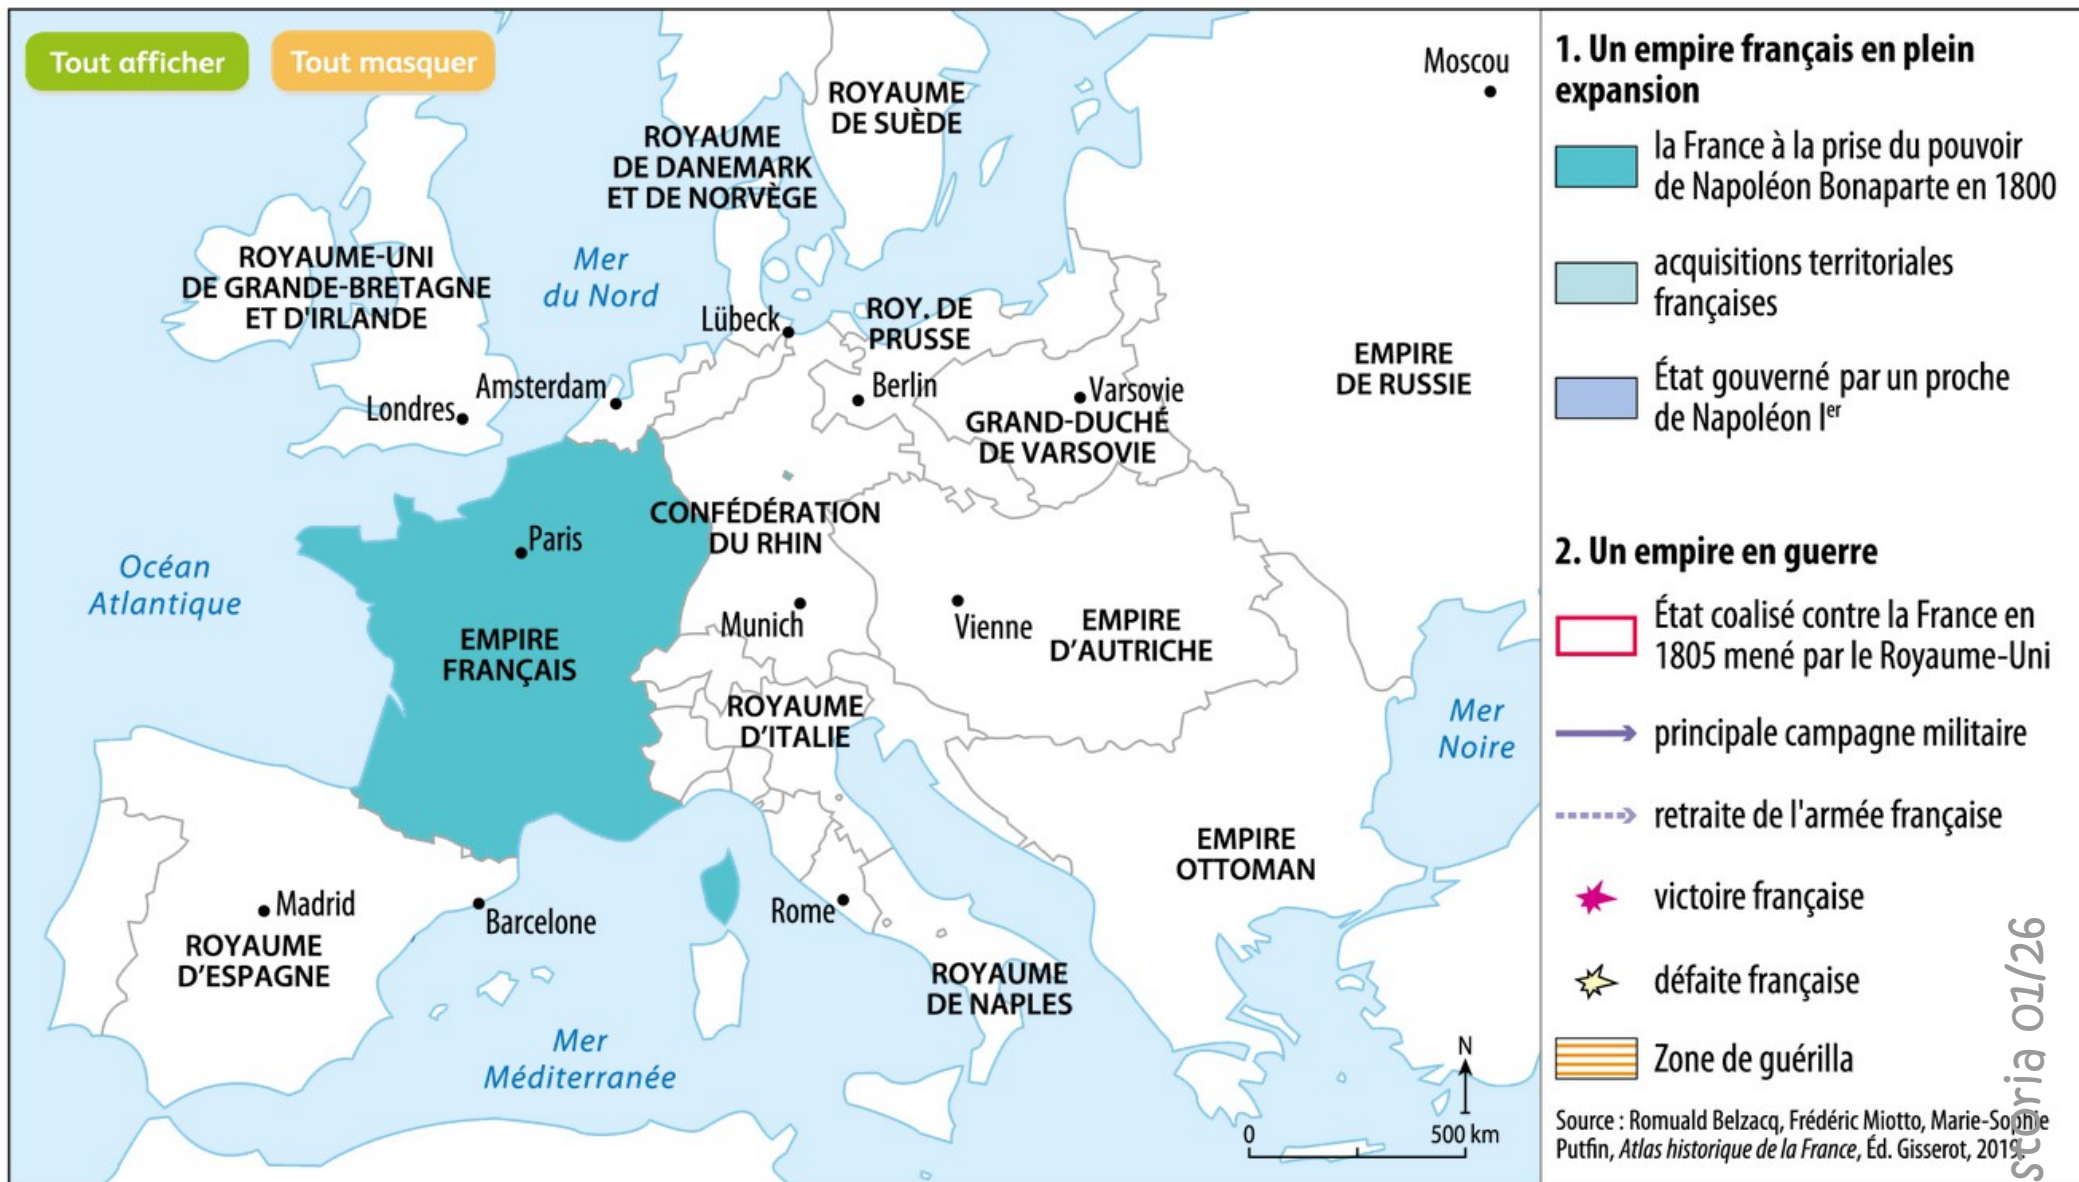 Tout afficher
Tout masquer
Moscou
ROYAUME
DE SUÈDE
ROYAUME
DE DANEMARK
ET DE NORVÈGE
ROYAUME-UNI
DE GRANDE-BRETAGNE
ET D'IRLANDE
Mer
du Nord
Lübeck
ROY. DE
PRUSSE
EMPIRE
DE RUSSIE
Amsterdam
Berlin
Varsovie
Londres
GRAND-DUCHÉ
DE VARSOVIE
CONFÉDÉRATION
DU RHIN
Paris
Océan
Atlantique
Munich
Vienne
EMPIRE
D'AUTRICHE
EMPIRE
FRANÇAIS
ROYAUME
D'ITALIE
Mer
Noire
EMPIRE
OTTOMAN
Madrid
Barcelone
Rome
ROYAUME
D'ESPAGNE
ROYAUME
DE NAPLES
Mer
Méditerranée
N
0 500 km
1. Un empire français en plein
expansion
la France à la prise du pouvoir
de Napoléon Bonaparte en 1800
acquisitions territoriales
françaises
État gouverné par un proche
de Napoléon Ier
2. Un empire en guerre
État coalisé contre la France en
1805 mené par le Royaume-Uni
principale campagne militaire
retraite de l'armée française
victoire française
défaite française
Zone de guérilla
Source : Romuald Belzacq, Frédéric Miotto, Marie-Sophie
Putfin, Atlas historique de la France, Éd. Gisserot, 2019.
storia 01/26